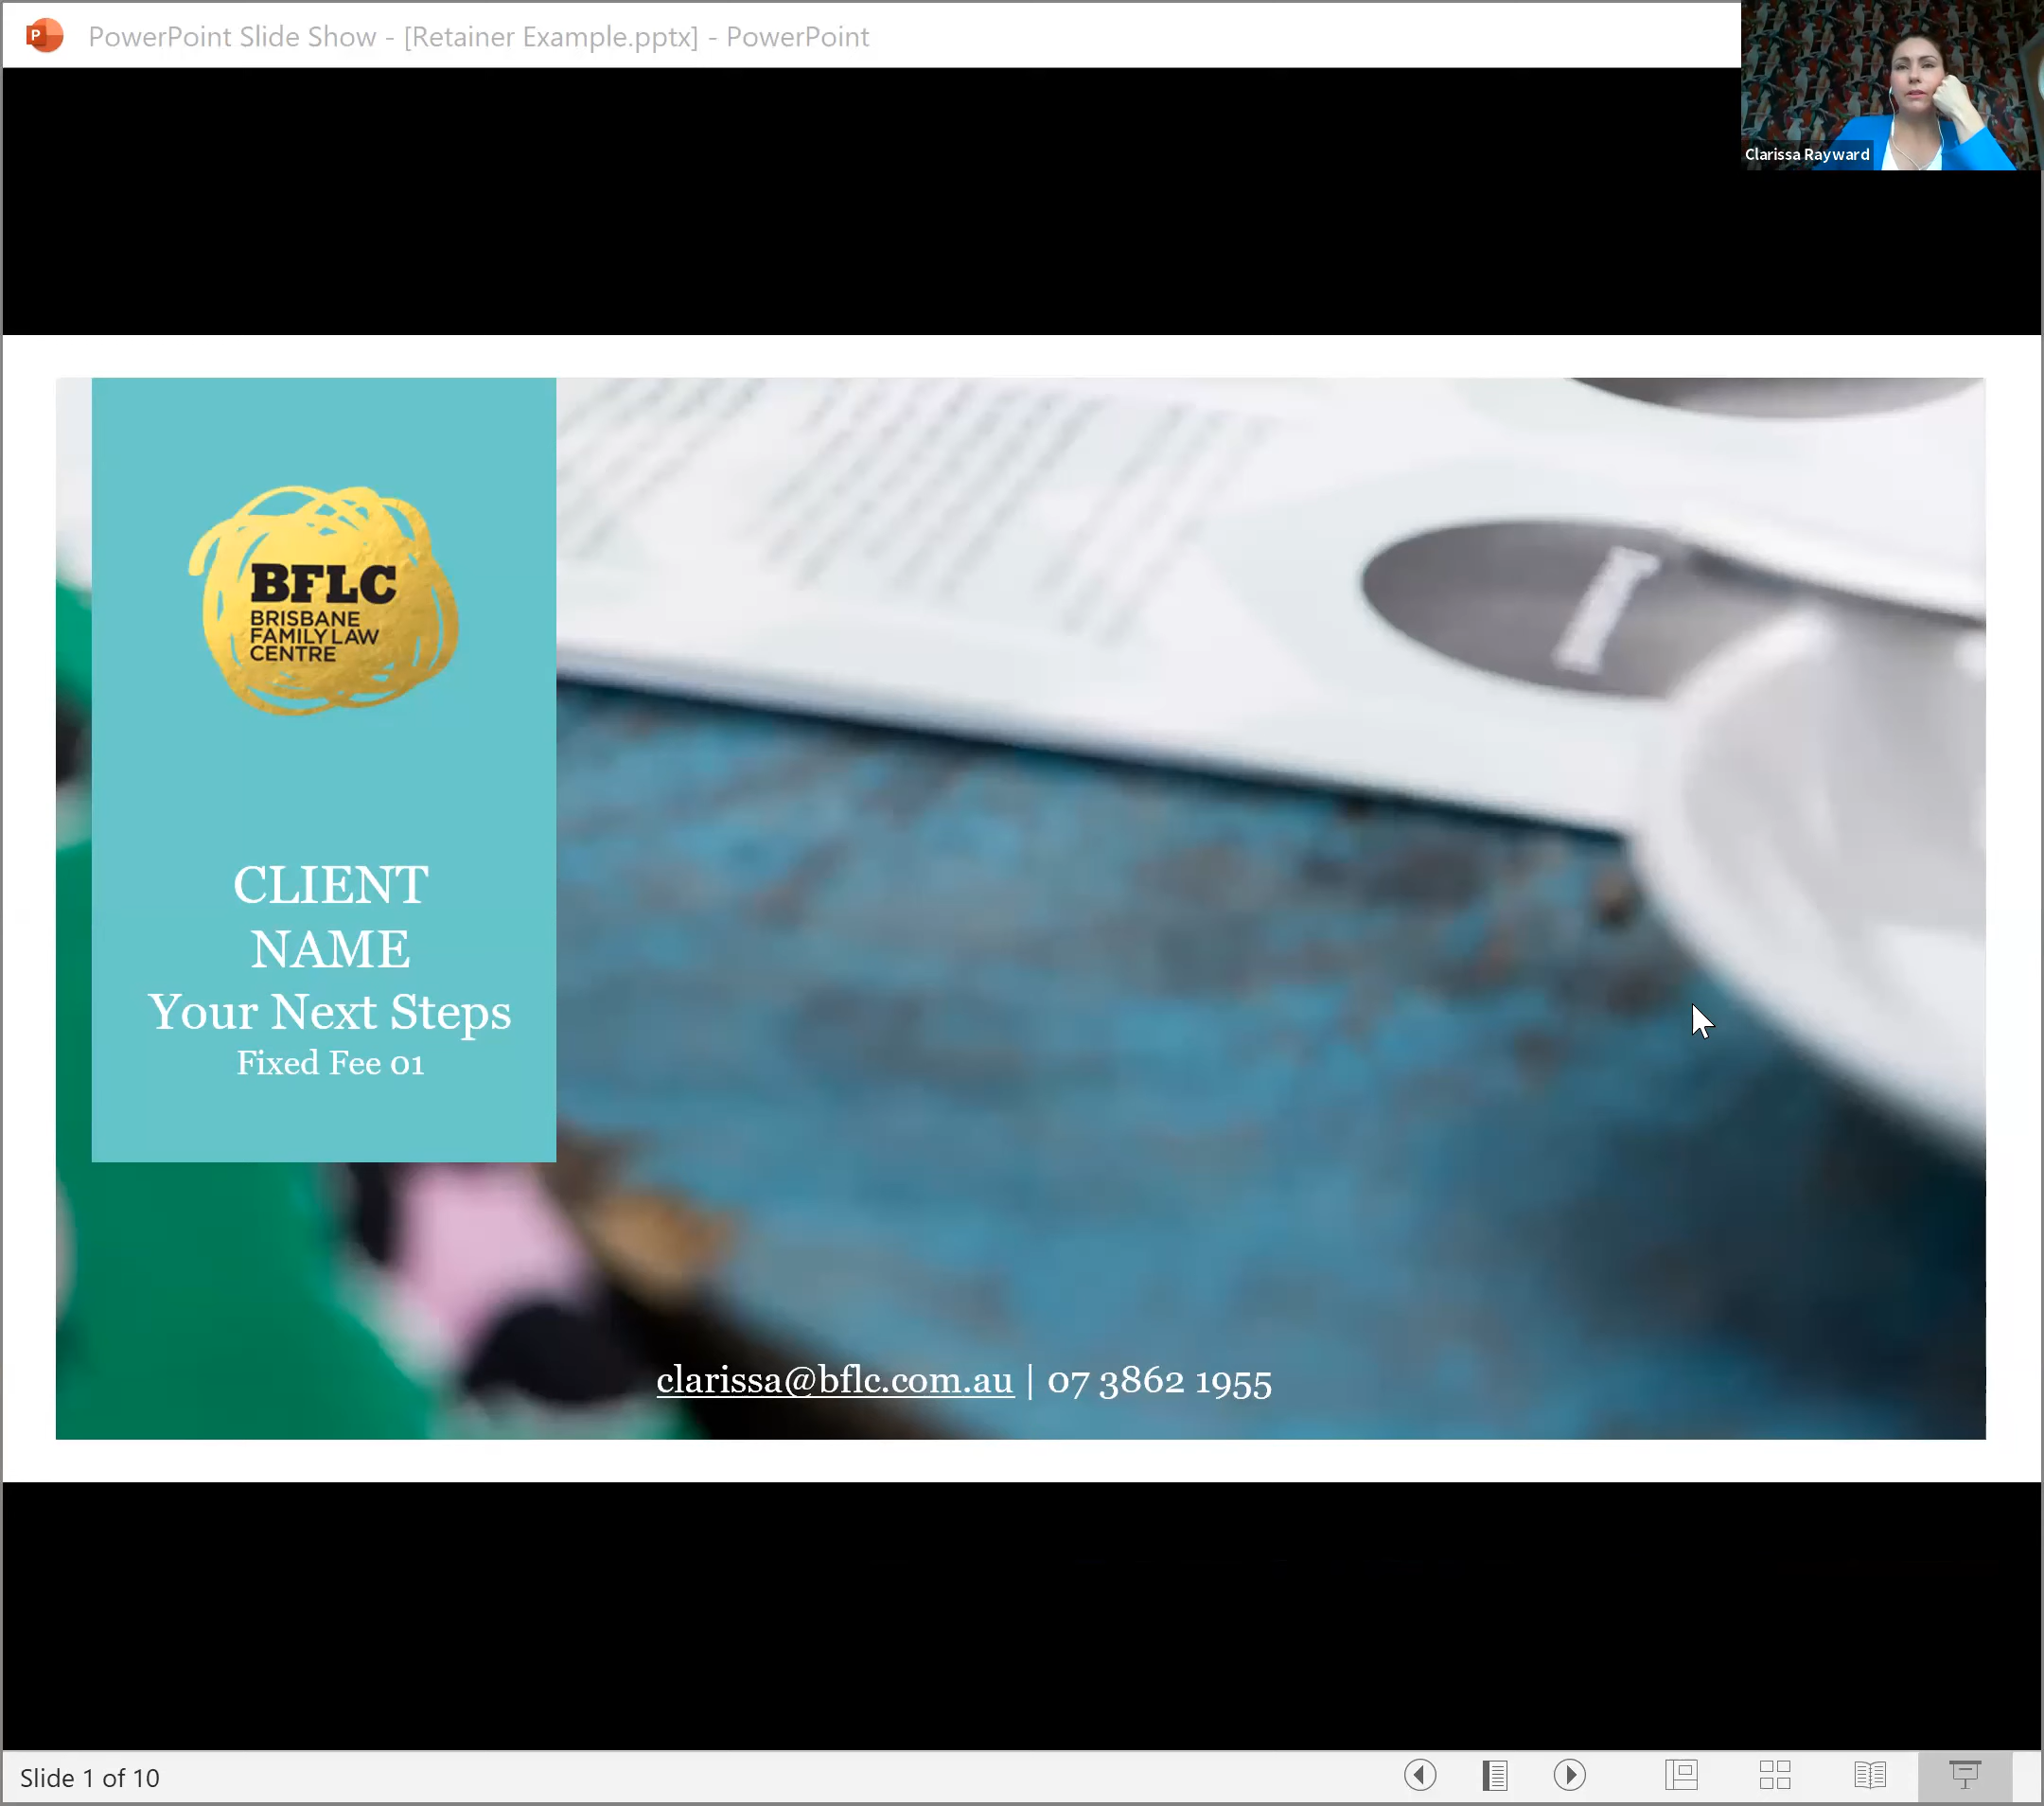 PowerPoint Slide Show - [Retainer Example.pptx] - PowerPoint
Clarissa Rayward
BFLC
BRISBANE
FAMILY LAW
CENTRE
CLIENT
NAME
Your Next Steps
Fixed Fee 01
clarissa@bflc.com.au | 07 3862 1955
Slide 1 of 10